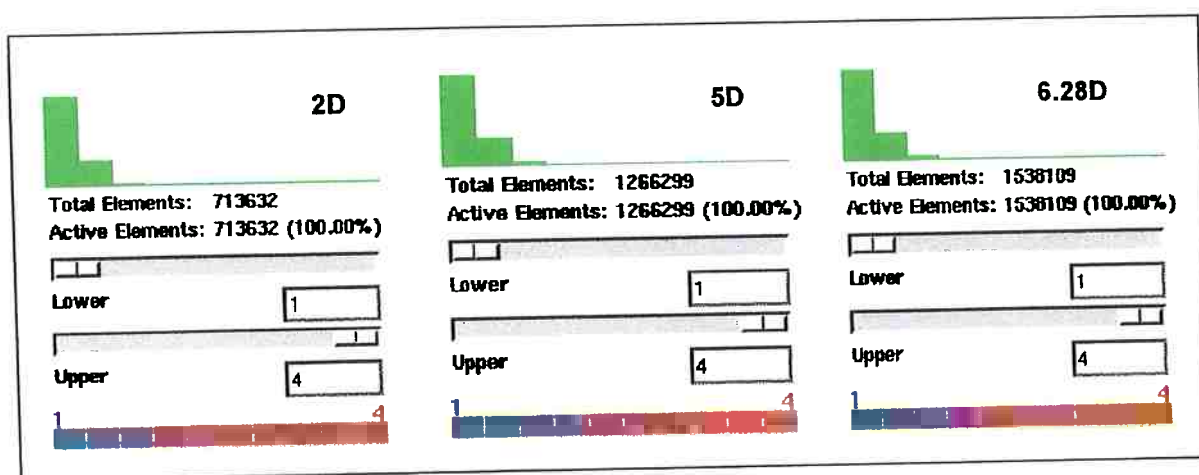 2D
Total Elements: 713632
Active Elements: 713632 (100.00%)
Lower
1
Upper
4
1 4
5D
Total Elements: 1266299
Active Elements: 1266299 (100.00%)
Lower
1
Upper
4
1 4
6.28D
Total Elements: 1538109
Active Elements: 1538109 (100.00%)
Lower
1
Upper
4
1 4